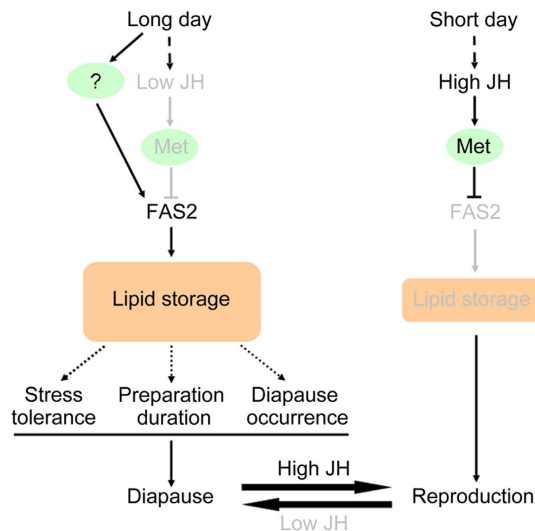 Long day
Short day
?
Low JH
High JH
Met
Met
FAS2
FAS2
Lipid storage
Lipid storage
Stress tolerance
Preparation duration
Diapause occurrence
High JH
Diapause
Reproduction
Low JH